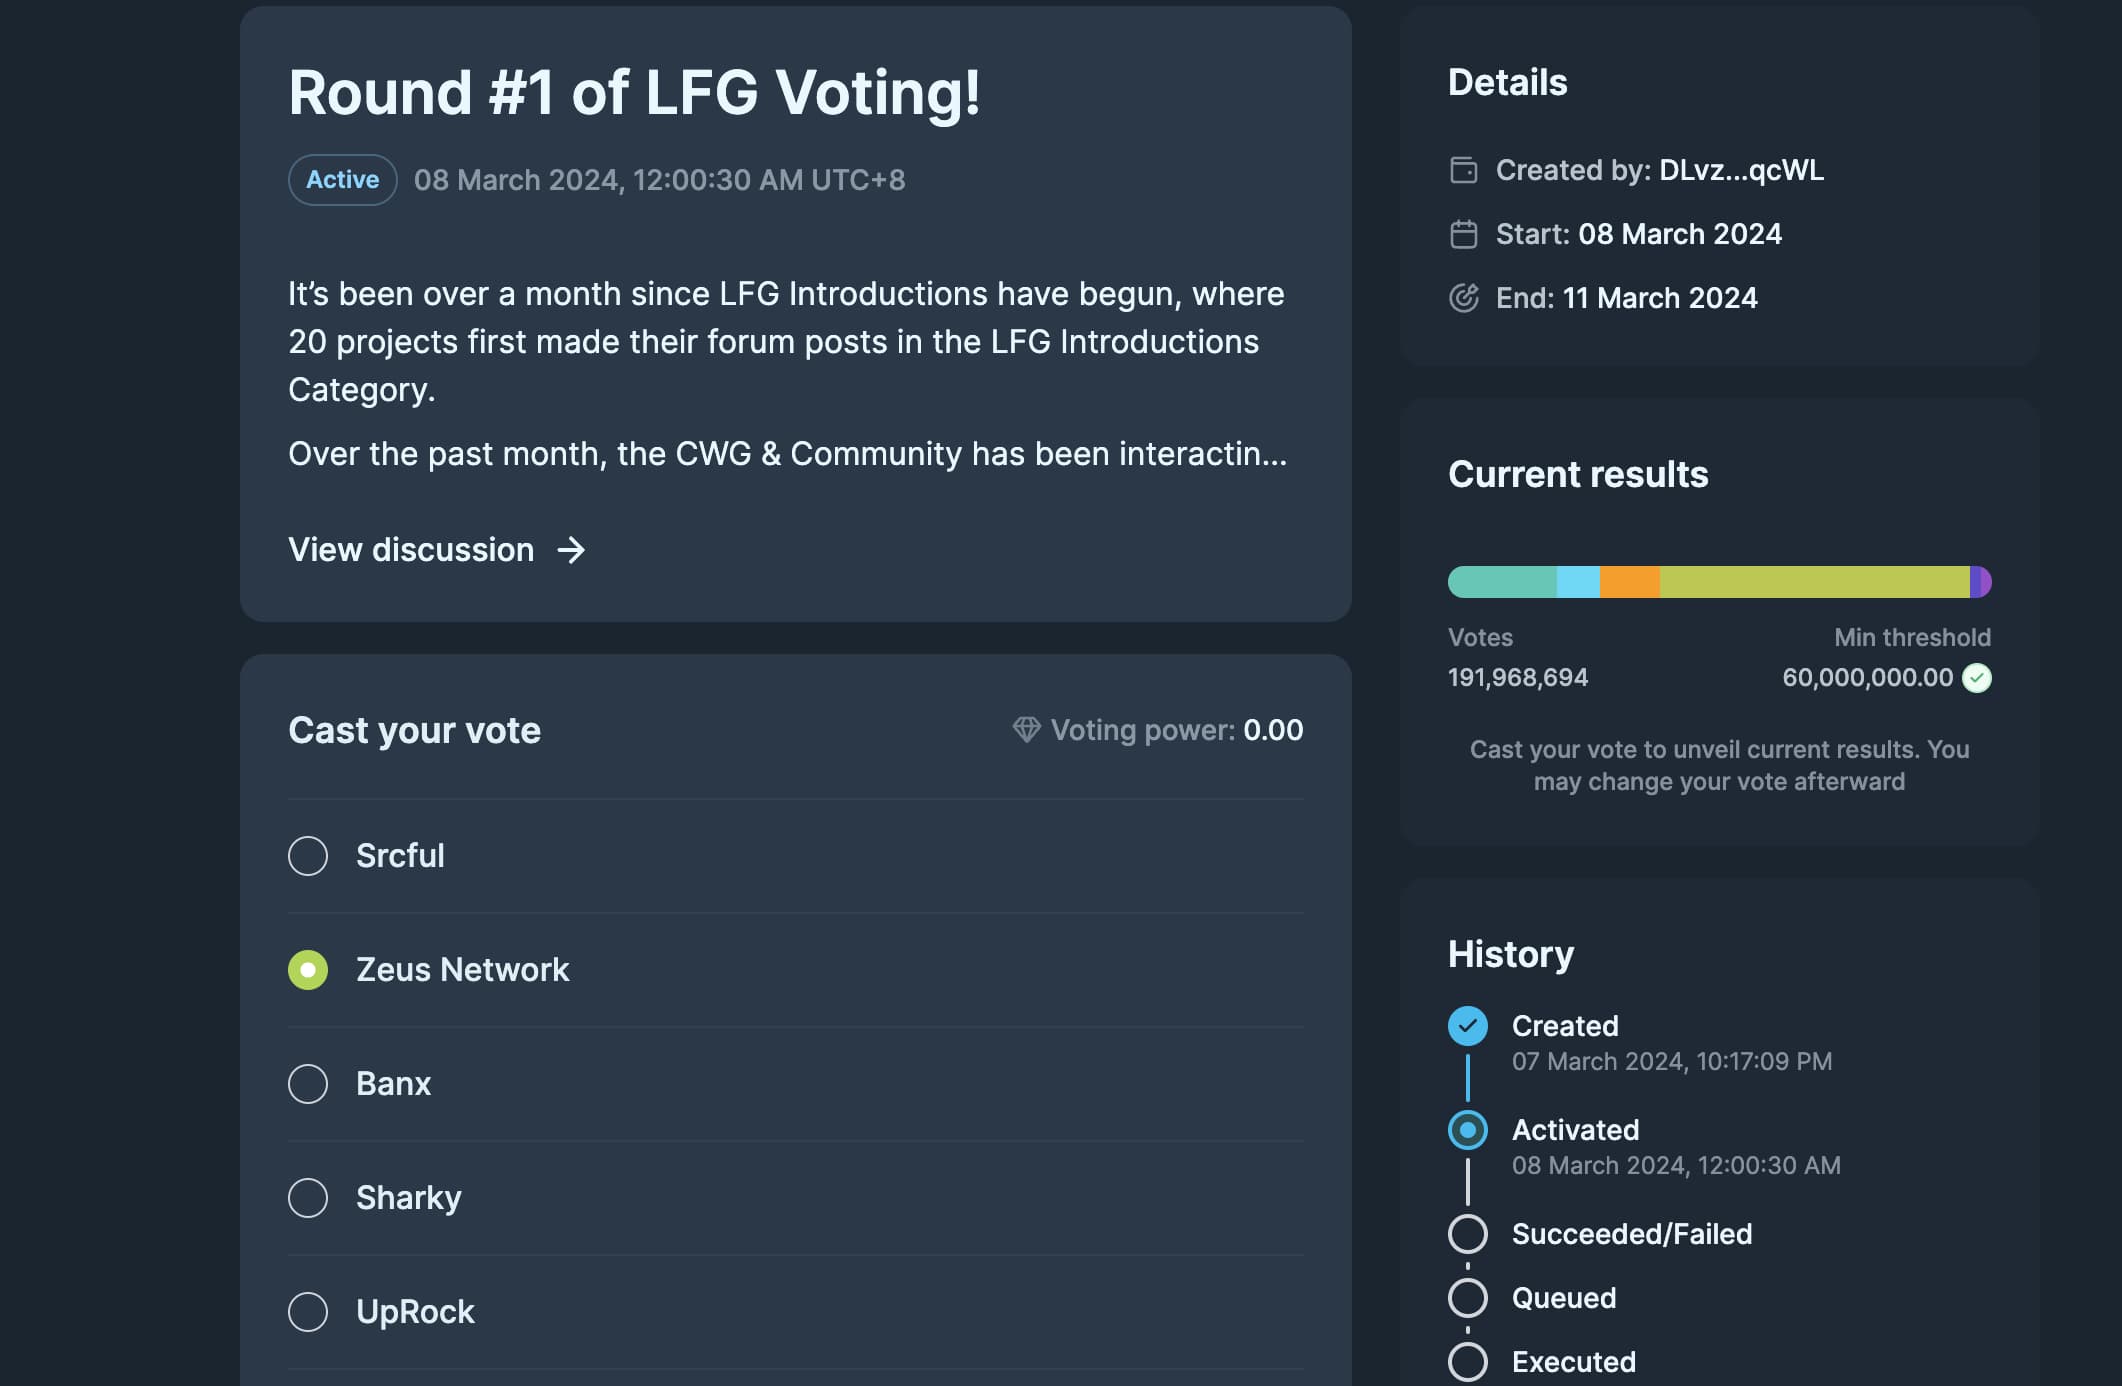 Round #1 of LFG Voting!
Active 08 March 2024, 12:00:30 AM UTC+8
It’s been over a month since LFG Introductions have begun, where
20 projects first made their forum posts in the LFG Introductions
Category.
Over the past month, the CWG & Community has been interactin...
View discussion →
Cast your vote
Voting power: 0.00
Srcful
Zeus Network
Banx
Sharky
UpRock
Details
Created by: DLvz...qcWL
Start: 08 March 2024
End: 11 March 2024
Current results
Votes Min threshold
191,968,694 60,000,000.00
Cast your vote to unveil current results. You
may change your vote afterward
History
Created
07 March 2024, 10:17:09 PM
Activated
08 March 2024, 12:00:30 AM
Succeeded/Failed
Queued
Executed